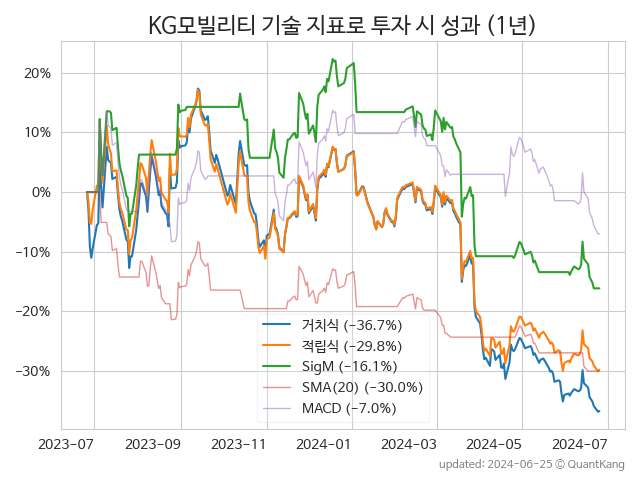 KG모빌리티 기술 지표로 투자 시 성과 (1년)
20%
10%
0%
−10%
−20%
−30%
거치식 (−36.7%)
적립식 (−29.8%)
SigM (−16.1%)
SMA(20) (−30.0%)
MACD (−7.0%)
2023-07
2023-09
2023-11
2024-01
2024-03
2024-05
2024-07
updated: 2024-06-25 ⓒ QuantKang